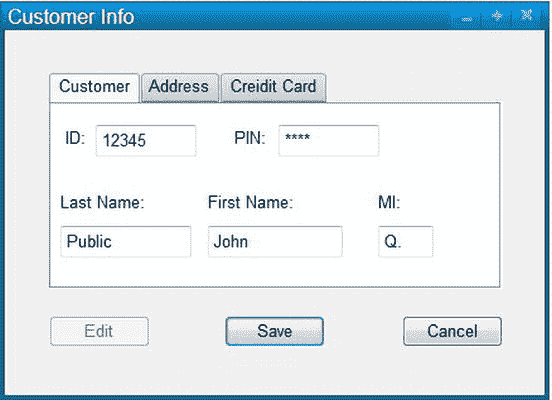 Customer Info
Customer Address Creidit Card
ID: 12345 PIN: ****
Last Name: First Name: MI:
Public John Q.
Edit Save Cancel